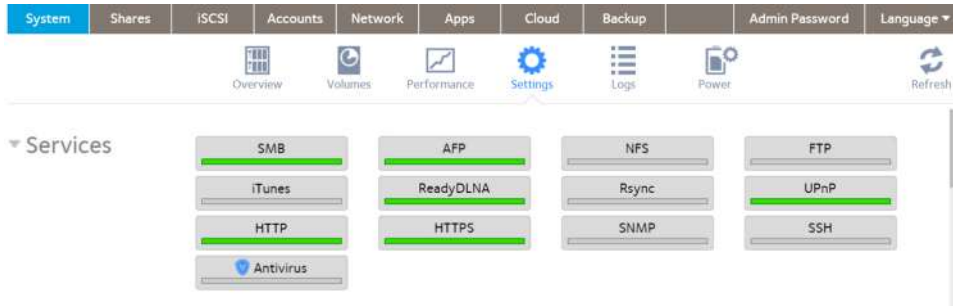 System Shares iSCSI Accounts Network Apps Cloud Backup Admin Password Language
Overview Volumes Performance Settings Logs Power Refresh
Services
SMB AFP NFS FTP
iTunes ReadyDLNA Rsync UPnP
HTTP HTTPS SNMP SSH
Antivirus